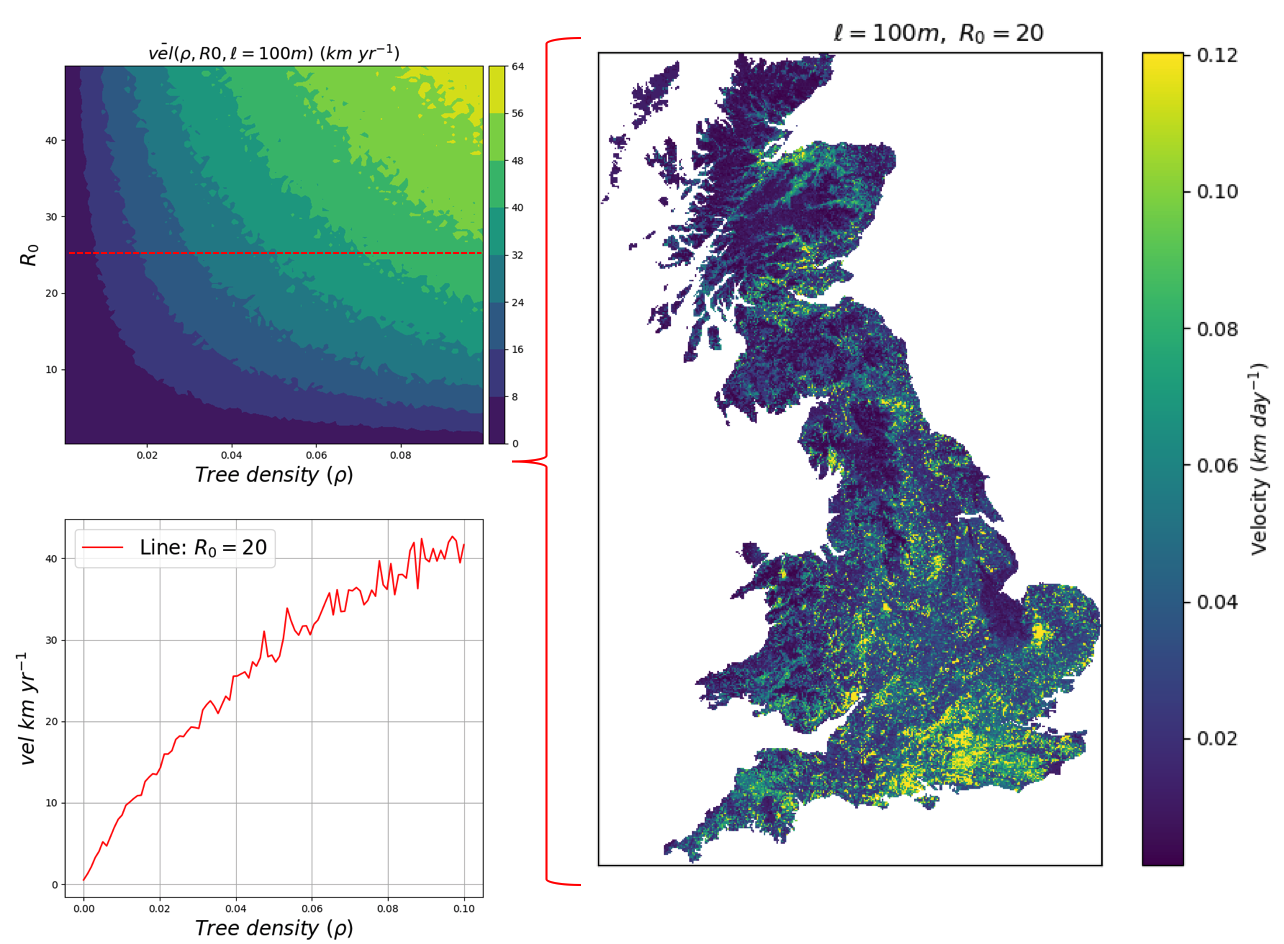 vēl(ρ, R0, ℓ = 100m) (km yr⁻¹)
64
56
48
40
32
24
16
8
0
40
30
20
10
R₀
0.02 0.04 0.06 0.08
Tree density (ρ)
Line: R₀ = 20
40
30
20
10
0
vel km yr⁻¹
0.00 0.02 0.04 0.06 0.08 0.10
Tree density (ρ)
ℓ = 100m, R₀ = 20
0.12
0.10
0.08
0.06
0.04
0.02
Velocity (km day⁻¹)